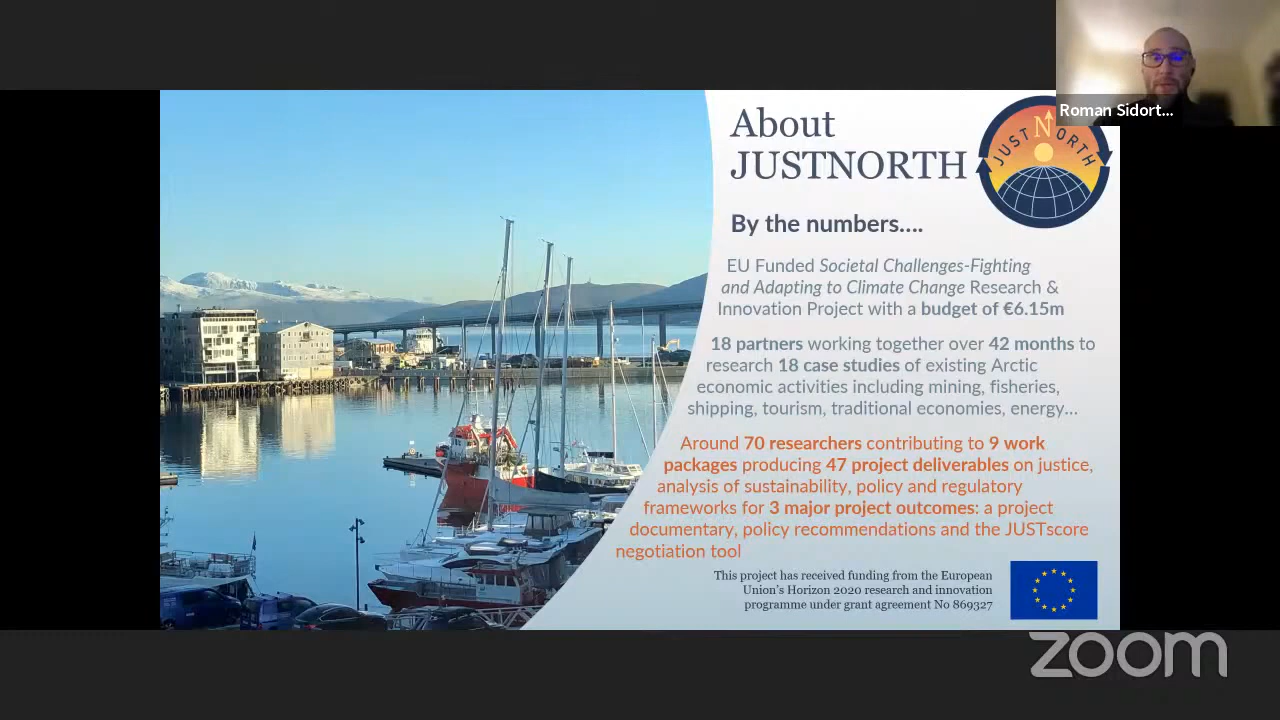 Roman Sidort...
About
JUSTNORTH
JUSTNORTH
By the numbers....
EU Funded Societal Challenges-Fighting
and Adapting to Climate Change Research &
Innovation Project with a budget of €6.15m
18 partners working together over 42 months to
research 18 case studies of existing Arctic
economic activities including mining, fisheries,
shipping, tourism, traditional economies, energy...
Around 70 researchers contributing to 9 work
packages producing 47 project deliverables on justice,
analysis of sustainability, policy and regulatory
frameworks for 3 major project outcomes: a project
documentary, policy recommendations and the JUSTscore
negotiation tool
This project has received funding from the European
Union's Horizon 2020 research and innovation
programme under grant agreement No 869327
zoom